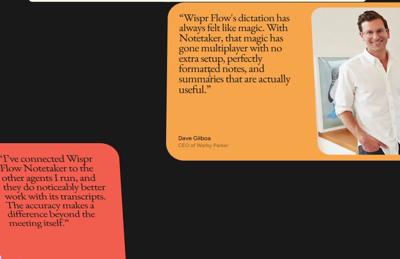 “Wispr Flow’s dictation has
always felt like magic. With
Notetaker, that magic has
gone multiplayer with no
extra setup, perfectly
formatted notes, and
summaries that are actually
useful.”
Dave Gilboa
CEO of Warby Parker
“I’ve connected Wispr
Flow Notetaker to the
other agents I run, and
they do noticeably better
work with its transcripts.
The accuracy makes a
difference beyond the
meeting itself.”